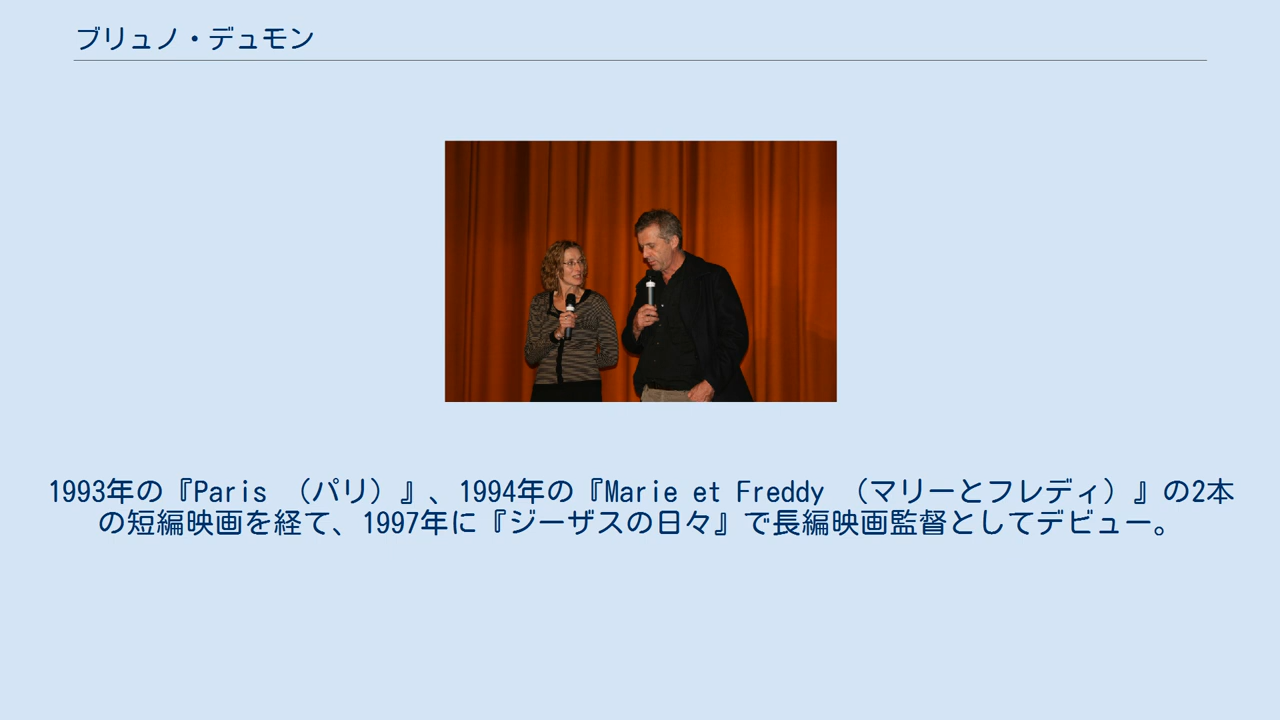 ブリュノ・デュモン
1993年の『Paris （パリ）』、1994年の『Marie et Freddy （マリーとフレディ）』の2本
の短編映画を経て、1997年に『ジーザスの日々』で長編映画監督としてデビュー。